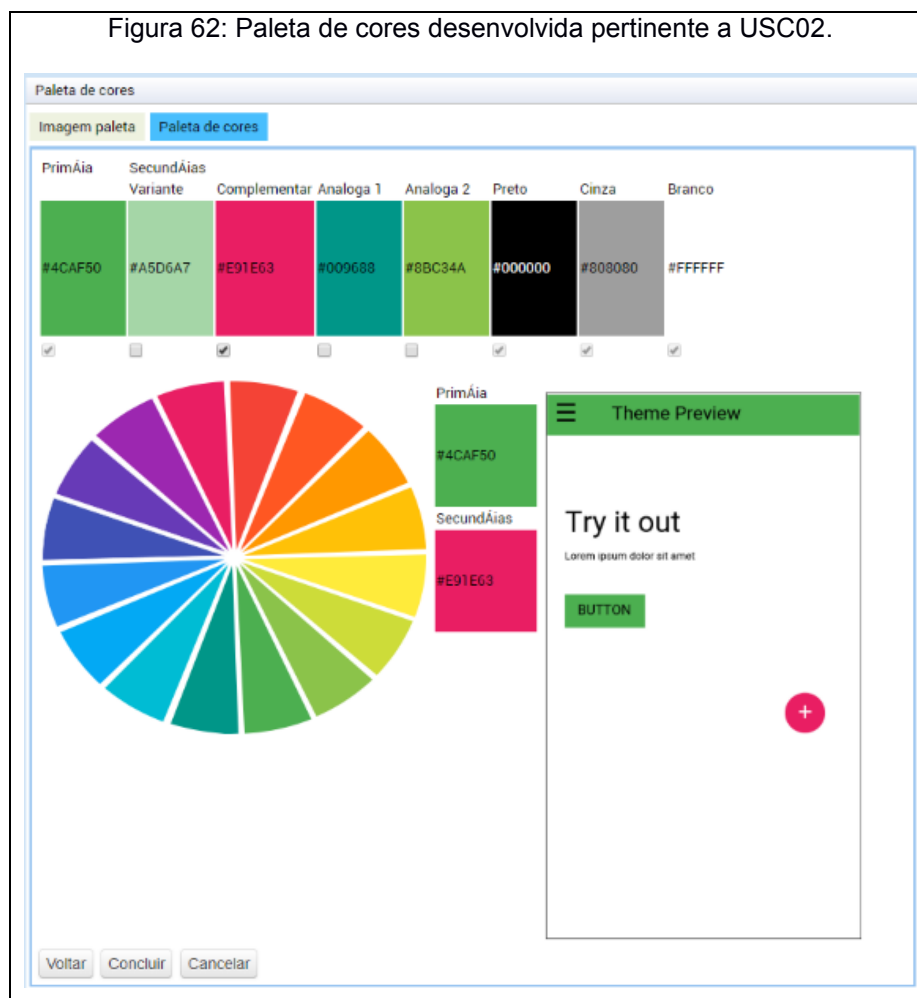 Figura 62: Paleta de cores desenvolvida pertinente a USC02.
Paleta de cores
Imagem paleta Paleta de cores
PrimÁia SecundÁias
Variante Complementar Analoga 1 Analoga 2 Preto Cinza Branco
#4CAF50 #A5D6A7 #E91E63 #009688 #8BC34A #000000 #808080 #FFFFFF
PrimÁia
#4CAF50
SecundÁias
#E91E63
Theme Preview
Try it out
Lorem ipsum dolor sit amet
BUTTON
+
Voltar Concluir Cancelar